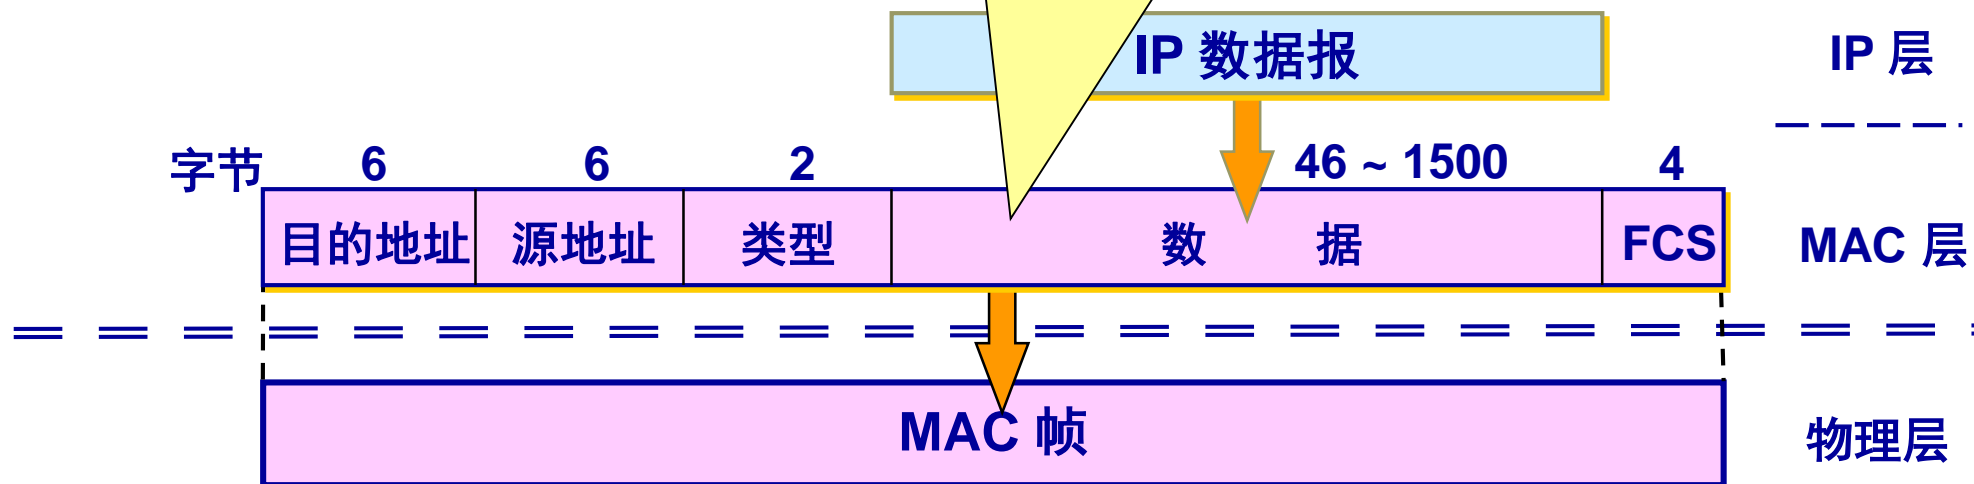 IP 数据报
IP 层
字节 6 6 2 46 ~ 1500 4
目的地址 源地址 类型 数 据 FCS
MAC 层
MAC 帧
物理层